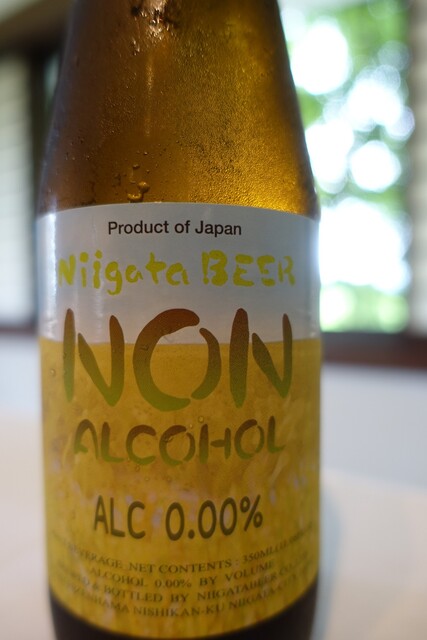 Product of Japan
Niigata BEER
NON
ALCOHOL
ALC 0.00%
BEVERAGE NET CONTENTS
ALCOHOL 0.00% BY VOLUME
& BOTTLED BY NIIGATABEER
NISHIKAN-KU NIIGATA